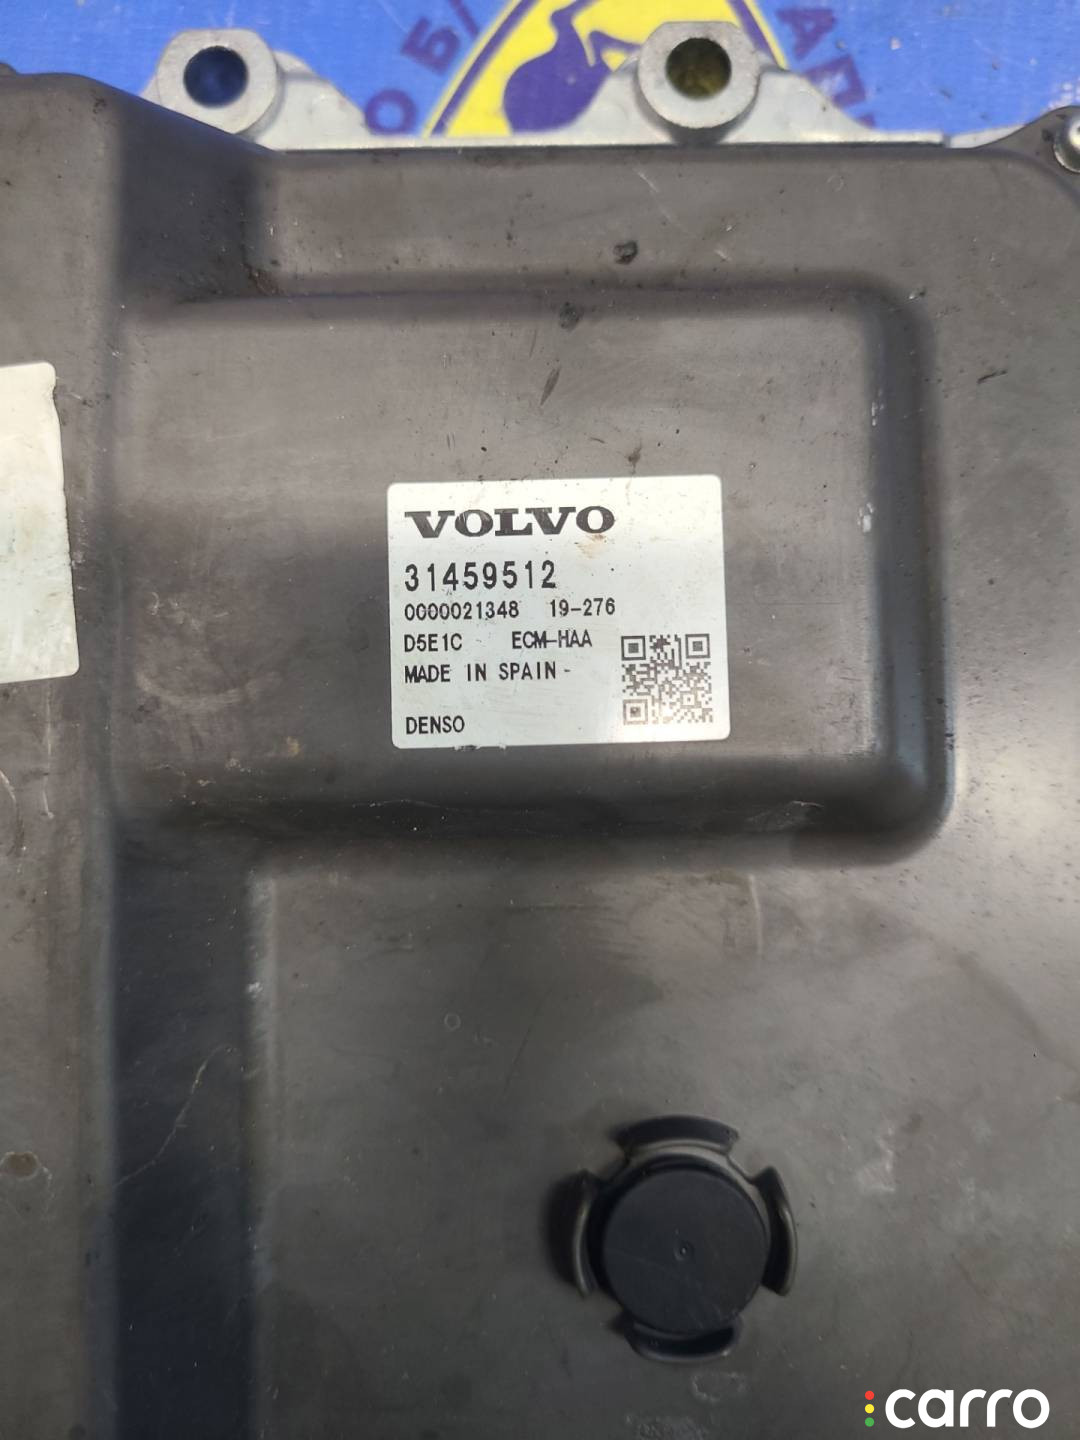 О Б/
VOLVO
31459512
0000021348 19-276
D5E1C ECM-HAA
MADE IN SPAIN-
DENSO
carro